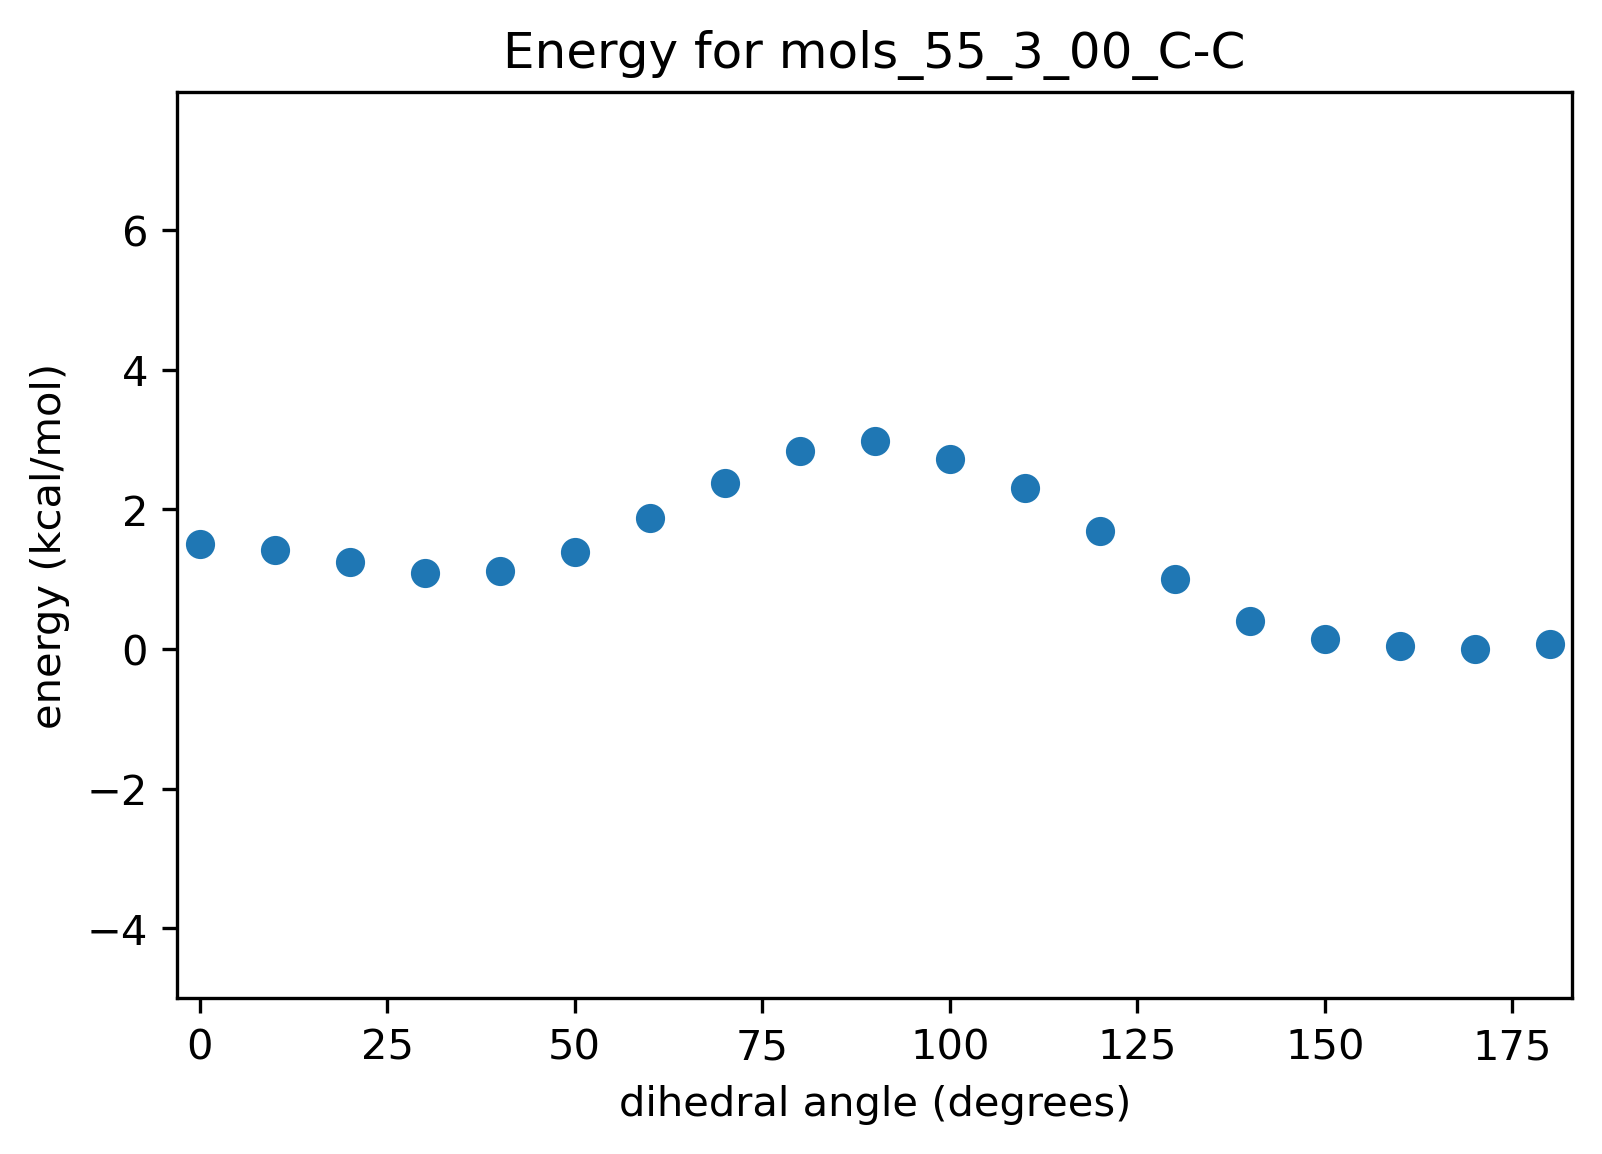 Energy for mols_55_3_00_C-C
energy (kcal/mol)
6
4
2
0
−2
−4
0 25 50 75 100 125 150 175
dihedral angle (degrees)